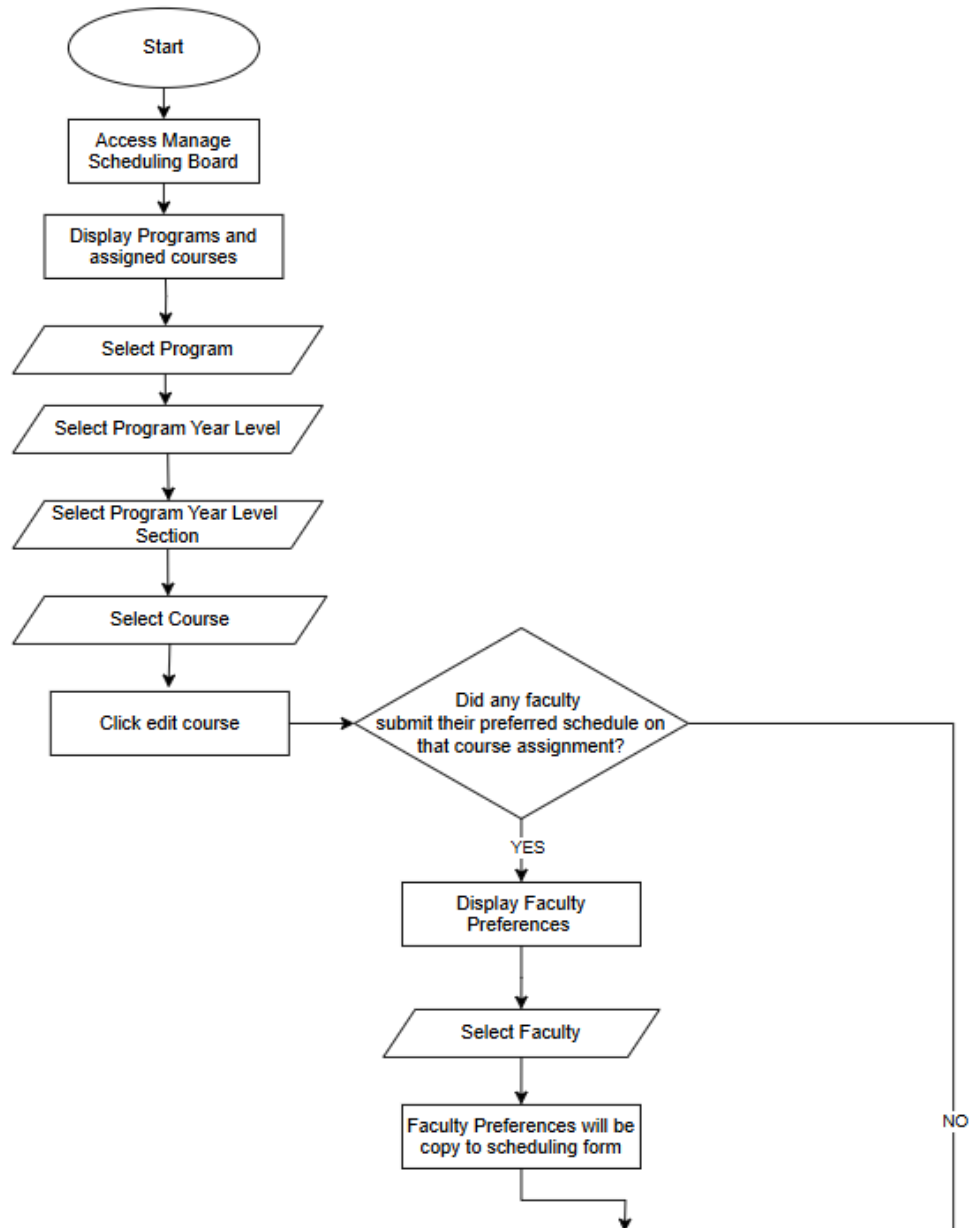 Start
Access Manage
Scheduling Board
Display Programs and
assigned courses
Select Program
Select Program Year Level
Select Program Year Level
Section
Select Course
Click edit course
Did any faculty
submit their preferred schedule on
that course assignment?
YES
Display Faculty
Preferences
Select Faculty
Faculty Preferences will be
copy to scheduling form
NO